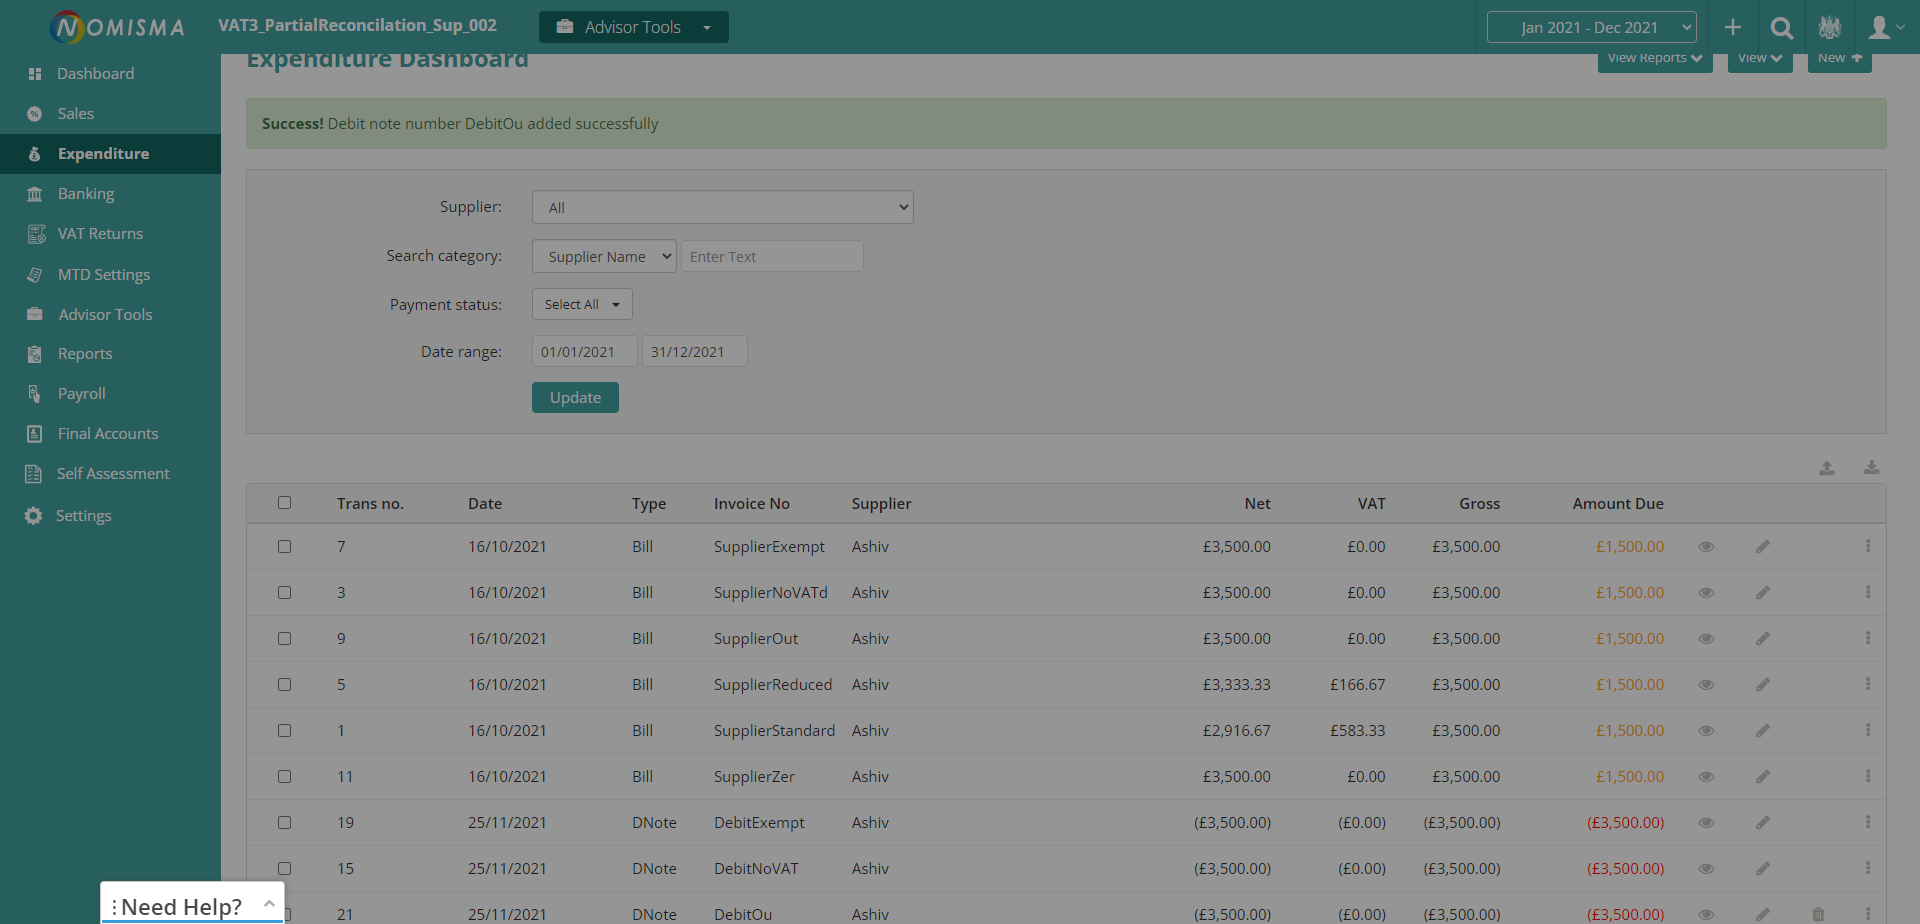 NOMISMA VAT3_PartialReconcilation_Sup_002 Advisor Tools Jan 2021 - Dec 2021
Expenditure Dashboard View Reports View New
Dashboard
Sales
Expenditure
Banking
VAT Returns
MTD Settings
Advisor Tools
Reports
Payroll
Final Accounts
Self Assessment
Settings
Success! Debit note number DebitOu added successfully
Supplier: All
Search category: Supplier Name Enter Text
Payment status: Select All
Date range: 01/01/2021 31/12/2021
Update
Trans no. Date Type Invoice No Supplier Net VAT Gross Amount Due
7 16/10/2021 Bill SupplierExempt Ashiv £3,500.00 £0.00 £3,500.00 £1,500.00
3 16/10/2021 Bill SupplierNoVATd Ashiv £3,500.00 £0.00 £3,500.00 £1,500.00
9 16/10/2021 Bill SupplierOut Ashiv £3,500.00 £0.00 £3,500.00 £1,500.00
5 16/10/2021 Bill SupplierReduced Ashiv £3,333.33 £166.67 £3,500.00 £1,500.00
1 16/10/2021 Bill SupplierStandard Ashiv £2,916.67 £583.33 £3,500.00 £1,500.00
11 16/10/2021 Bill SupplierZer Ashiv £3,500.00 £0.00 £3,500.00 £1,500.00
19 25/11/2021 DNote DebitExempt Ashiv (£3,500.00) (£0.00) (£3,500.00) (£3,500.00)
15 25/11/2021 DNote DebitNoVAT Ashiv (£3,500.00) (£0.00) (£3,500.00) (£3,500.00)
21 25/11/2021 DNote DebitOu Ashiv (£3,500.00) (£0.00) (£3,500.00) (£3,500.00)
Need Help?